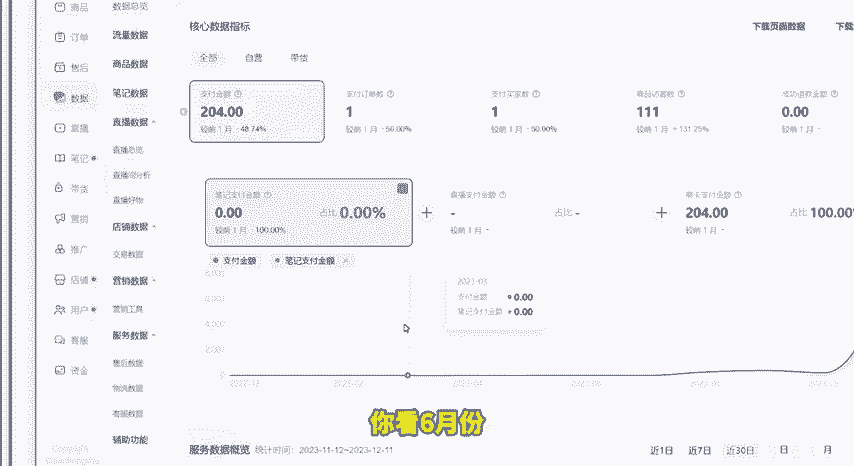 商品
订单
售后
数据
直播
笔记
带货
营销
推广
店铺
用户
客服
资金
数据总览
流量数据
商品数据
笔记数据
直播数据
直播总览
直播间分析
直播好物
店铺数据
交易数据
营销数据
营销工具
服务数据
售后数据
物流数据
客服数据
辅助功能
核心数据指标
下载页面数据
下载
全部 自营 带货
支付金额
204.00
较前1月 -48.74%
支付订单数
1
较前1月 -50.00%
支付买家数
1
较前1月 -50.00%
商品访客数
111
较前1月 +131.25%
成功退款金额
0.00
较前1月 -
笔记支付金额
0.00 占比 0.00%
较前1月 -100.00%
+
直播支付金额
- 占比 -
较前1月 -
+
商卡支付金额
204.00 占比 100.00
较前1月 -
支付金额 笔记支付金额 ×
8,000
6,000
4,000
2,000
0
2023-03
支付金额 0.00
笔记支付金额 0.00
你看6月份
服务数据概览 统计时间：2023-11-12~2023-12-11
近1日 近7日 近30日 日 月